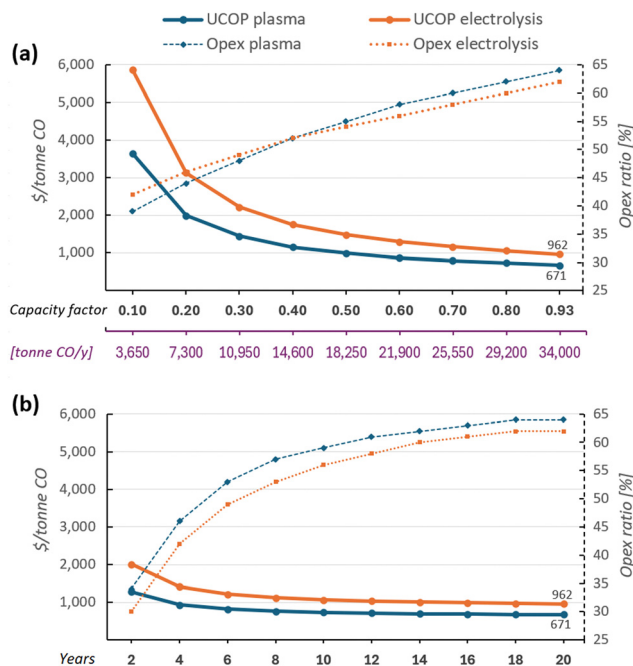 UCOP plasma UCOP electrolysis
Opex plasma Opex electrolysis
(a)
6,000 65
5,000 60
4,000 55
3,000 50
2,000 45
1,000 40
35
30
25
$/tonne CO
Opex ratio [%]
962
671
Capacity factor 0.10 0.20 0.30 0.40 0.50 0.60 0.70 0.80 0.93
[tonne CO/y] 3,650 7,300 10,950 14,600 18,250 21,900 25,550 29,200 34,000
(b)
6,000 65
5,000 60
4,000 55
3,000 50
2,000 45
1,000 40
35
30
25
$/tonne CO
Opex ratio [%]
962
671
Years 2 4 6 8 10 12 14 16 18 20